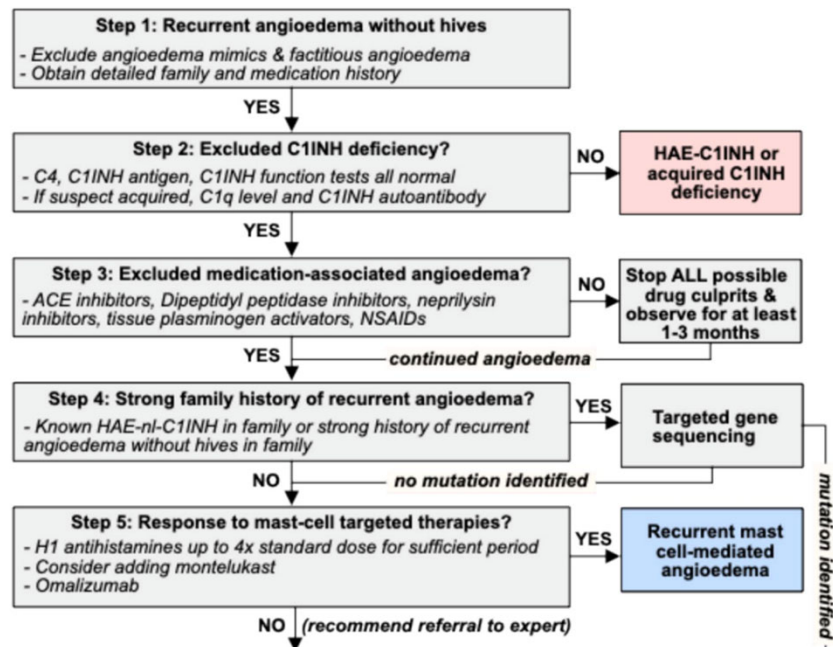 Step 1: Recurrent angioedema without hives
- Exclude angioedema mimics & factitious angioedema
- Obtain detailed family and medication history
YES
Step 2: Excluded C1INH deficiency?
- C4, C1INH antigen, C1INH function tests all normal
- If suspect acquired, C1q level and C1INH autoantibody
NO
HAE-C1INH or
acquired C1INH
deficiency
YES
Step 3: Excluded medication-associated angioedema?
- ACE inhibitors, Dipeptidyl peptidase inhibitors, neprilysin
inhibitors, tissue plasminogen activators, NSAIDs
NO
Stop ALL possible
drug culprits &
observe for at least
1-3 months
YES
continued angioedema
Step 4: Strong family history of recurrent angioedema?
- Known HAE-nl-C1INH in family or strong history of recurrent
angioedema without hives in family
YES
Targeted gene
sequencing
NO
no mutation identified
mutation identified
Step 5: Response to mast-cell targeted therapies?
- H1 antihistamines up to 4x standard dose for sufficient period
- Consider adding montelukast
- Omalizumab
YES
Recurrent mast
cell-mediated
angioedema
NO (recommend referral to expert)